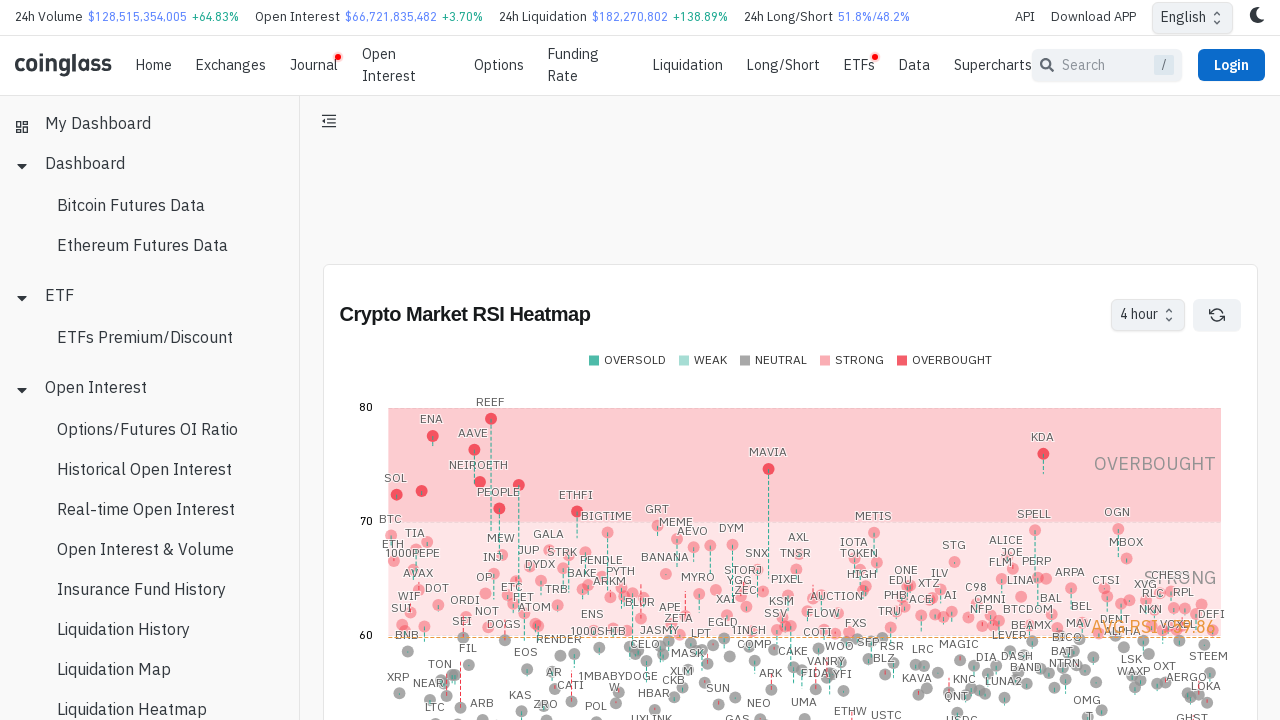 24h Volume $128,515,354,005 +64.83% Open Interest $66,721,835,482 +3.70% 24h Liquidation $182,270,802 +138.89% 24h Long/Short 51.8%/48.2% API Download APP English
coinglass Home Exchanges Journal Open Interest Options Funding Rate Liquidation Long/Short ETFs Data Supercharts Search / Login
My Dashboard
Dashboard
Bitcoin Futures Data
Ethereum Futures Data
ETF
ETFs Premium/Discount
Open Interest
Options/Futures OI Ratio
Historical Open Interest
Real-time Open Interest
Open Interest & Volume
Insurance Fund History
Liquidation History
Liquidation Map
Liquidation Heatmap
Crypto Market RSI Heatmap
4 hour
OVERSOLD WEAK NEUTRAL STRONG OVERBOUGHT
80
REEF
ENA
AAVE
KDA
MAVIA
NEIROETH
OVERBOUGHT
SOL
PEOPLE
ETHFI
GRT
OGN
BIGTIME
METIS
SPELL
70
BTC
MEME
TIA
AEVO
DYM
GALA
MEW
AXL
ALICE
IOTA
MBOX
ETH
STG
JUP
STRK
1000PEPE
SNX
TNSR
TOKEN
JOE
INJ
BANANA
PENDLE
DYDX
FLM
PERP
AVAX
BAKE
PYTH
STORJ
HIGH
ONE
ILV
ARPA
CHESS
OP
MYRO
YGG
PIXEL
EDU
XTZ
LINA
CTSI
DOT
ETC
TRB
ARKM
ZEC
C98
XVG
WIF
ORDI
FET
BLUR
XAI
KSM
AUCTION
PHB
ACE
AI
OMNI
BAL
RLC
RPL
SUI
NOT
ATOM
APE
SSV
FLOW
TRU
NFP
BTCDOM
BEL
NKN
DEFI
SEI
DOGS
ENS
ZETA
EGLD
FXS
BEAMX
MAV
DENT
60
BNB
RENDER
1000SHIB
JASMY
LPT
1INCH
COTI
LEVER
BICO
ALPHA
FIL
EOS
CELO
MASK
COMP
CAKE
WOO
SFP
RSR
LRC
MAGIC
DIA
DASH
BAT
LSK
STEEM
TON
VANRY
BLZ
NTRN
OXT
XRP
NEAR
AR
1MBABYDOGE
XLM
ARK
FIDA
KAVA
KNC
BAND
WAXP
AERGO
CATI
W
CKB
SUN
LUNA2
LOKA
LTC
ARB
KAS
ZRO
POL
HBAR
NEO
UMA
QNT
OMG
ETHW
USTC
USDC
T
GHST
GAS
UXLINK